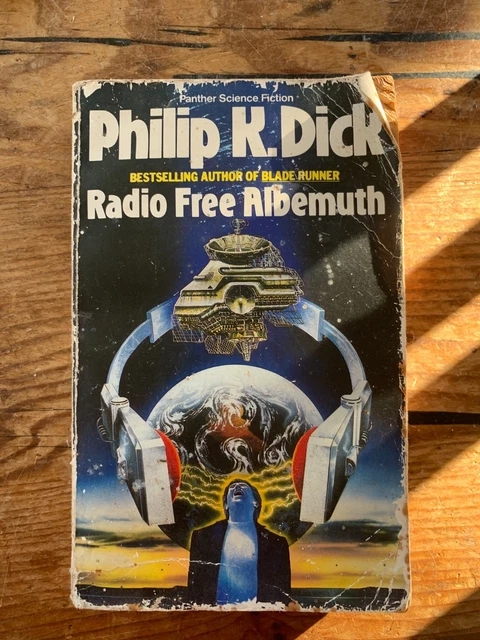 Panther Science Fiction
Philip K. Dick
BESTSELLING AUTHOR OF BLADE RUNNER
Radio Free Albemuth